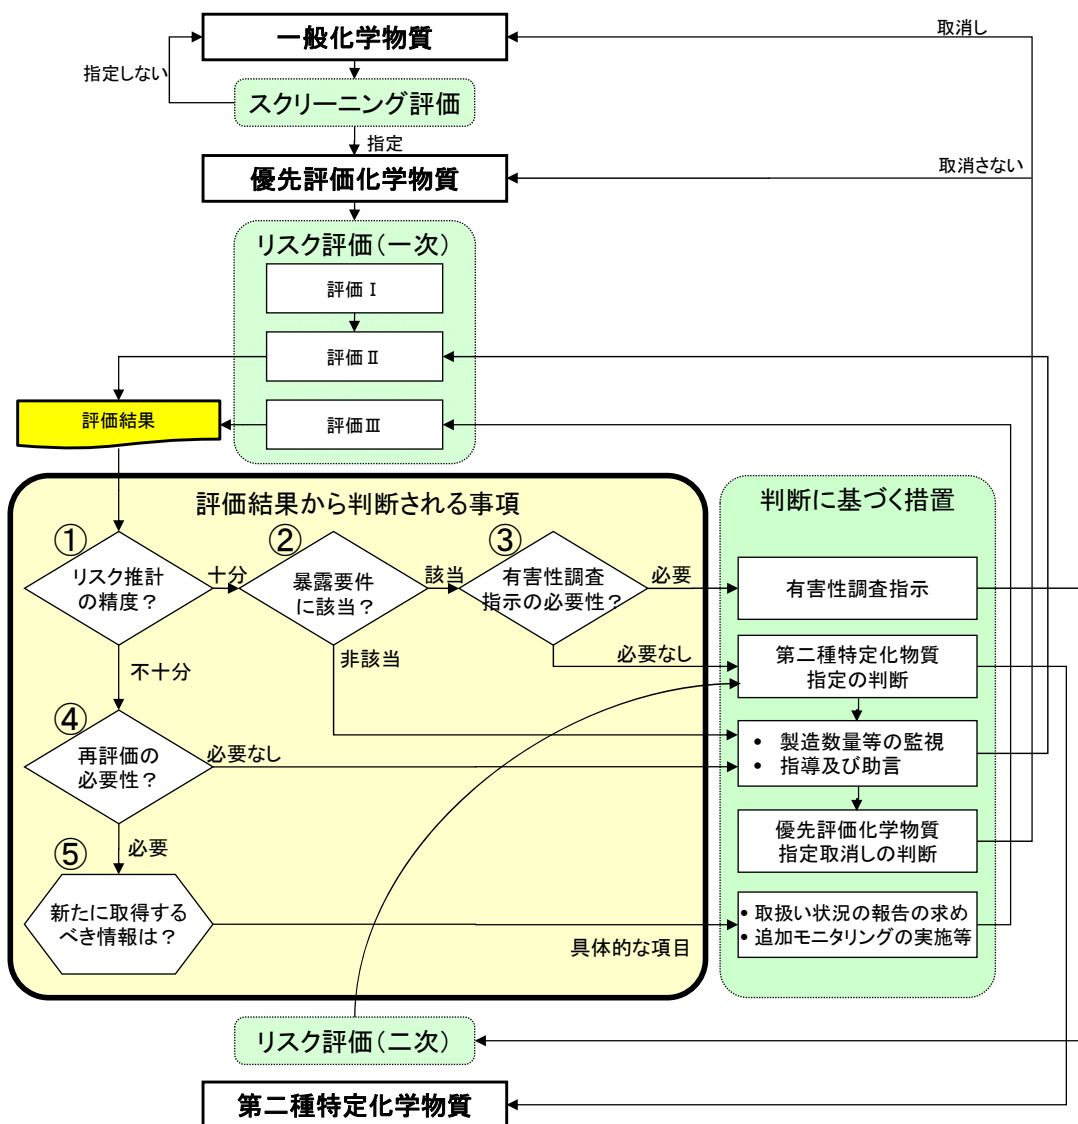 一般化学物質
取消し
指定しない
スクリーニング評価
指定
優先評価化学物質
取消さない
リスク評価(一次)
評価Ⅰ
評価Ⅱ
評価結果
評価Ⅲ
評価結果から判断される事項
①
リスク推計
の精度?
十分
②
暴露要件
に該当?
該当
③
有害性調査
指示の必要性?
必要
必要なし
非該当
不十分
④
再評価の
必要性?
必要なし
必要
⑤
新たに取得する
べき情報は?
具体的な項目
判断に基づく措置
有害性調査指示
第二種特定化物質
指定の判断
• 製造数量等の監視
• 指導及び助言
優先評価化学物質
指定取消しの判断
• 取扱い状況の報告の求め
• 追加モニタリングの実施等
リスク評価(二次)
第二種特定化学物質